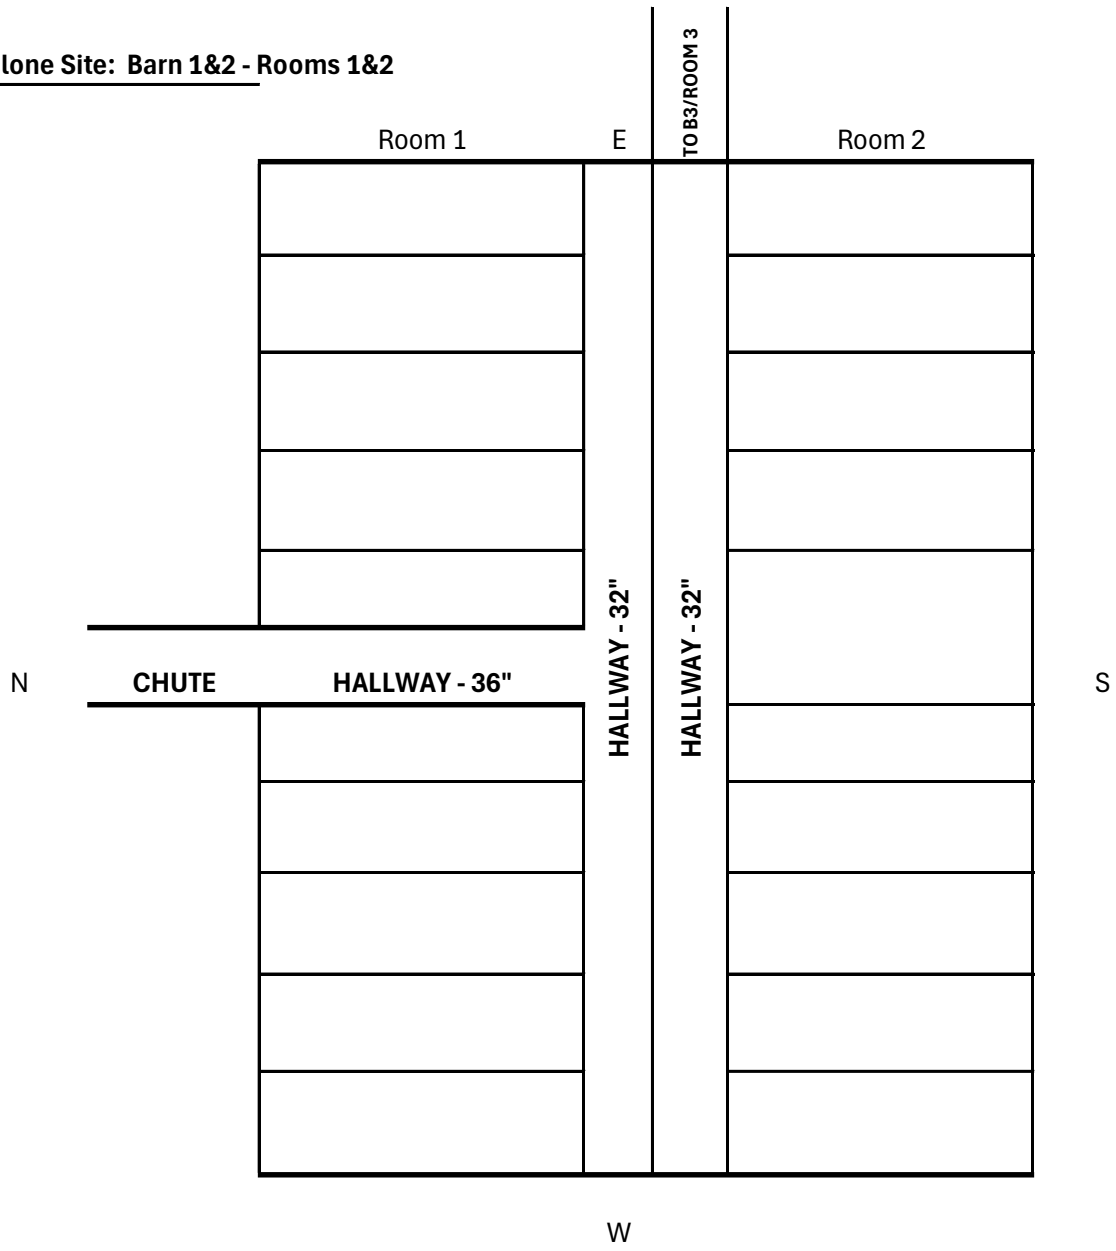 lone Site: Barn 1&2 - Rooms 1&2
TO B3/ROOM 3
Room 1
E
Room 2
HALLWAY - 32"
HALLWAY - 32"
N
CHUTE
HALLWAY - 36"
S
W